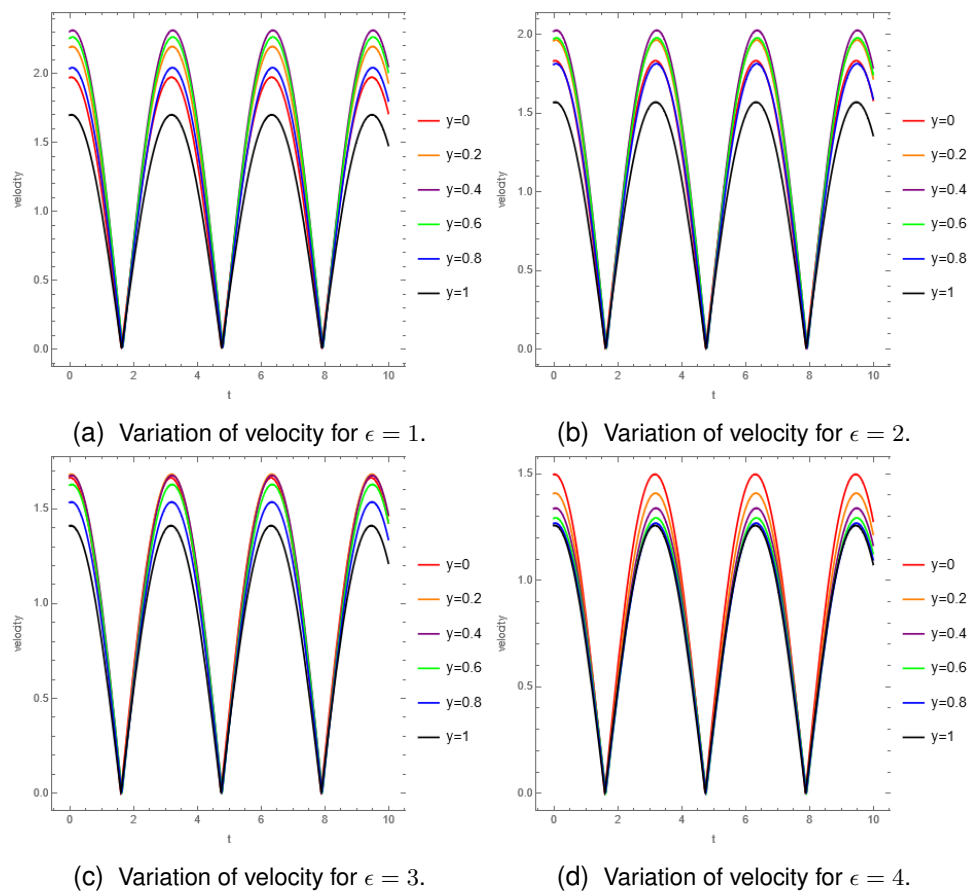 velocity
2.0
1.5
1.0
0.5
0.0
0 2 4 6 8 10
t
y=0
y=0.2
y=0.4
y=0.6
y=0.8
y=1
(a) Variation of velocity for ϵ = 1.
velocity
2.0
1.5
1.0
0.5
0.0
0 2 4 6 8 10
t
y=0
y=0.2
y=0.4
y=0.6
y=0.8
y=1
(b) Variation of velocity for ϵ = 2.
velocity
1.5
1.0
0.5
0.0
0 2 4 6 8 10
t
y=0
y=0.2
y=0.4
y=0.6
y=0.8
y=1
(c) Variation of velocity for ϵ = 3.
velocity
1.5
1.0
0.5
0.0
0 2 4 6 8 10
t
y=0
y=0.2
y=0.4
y=0.6
y=0.8
y=1
(d) Variation of velocity for ϵ = 4.